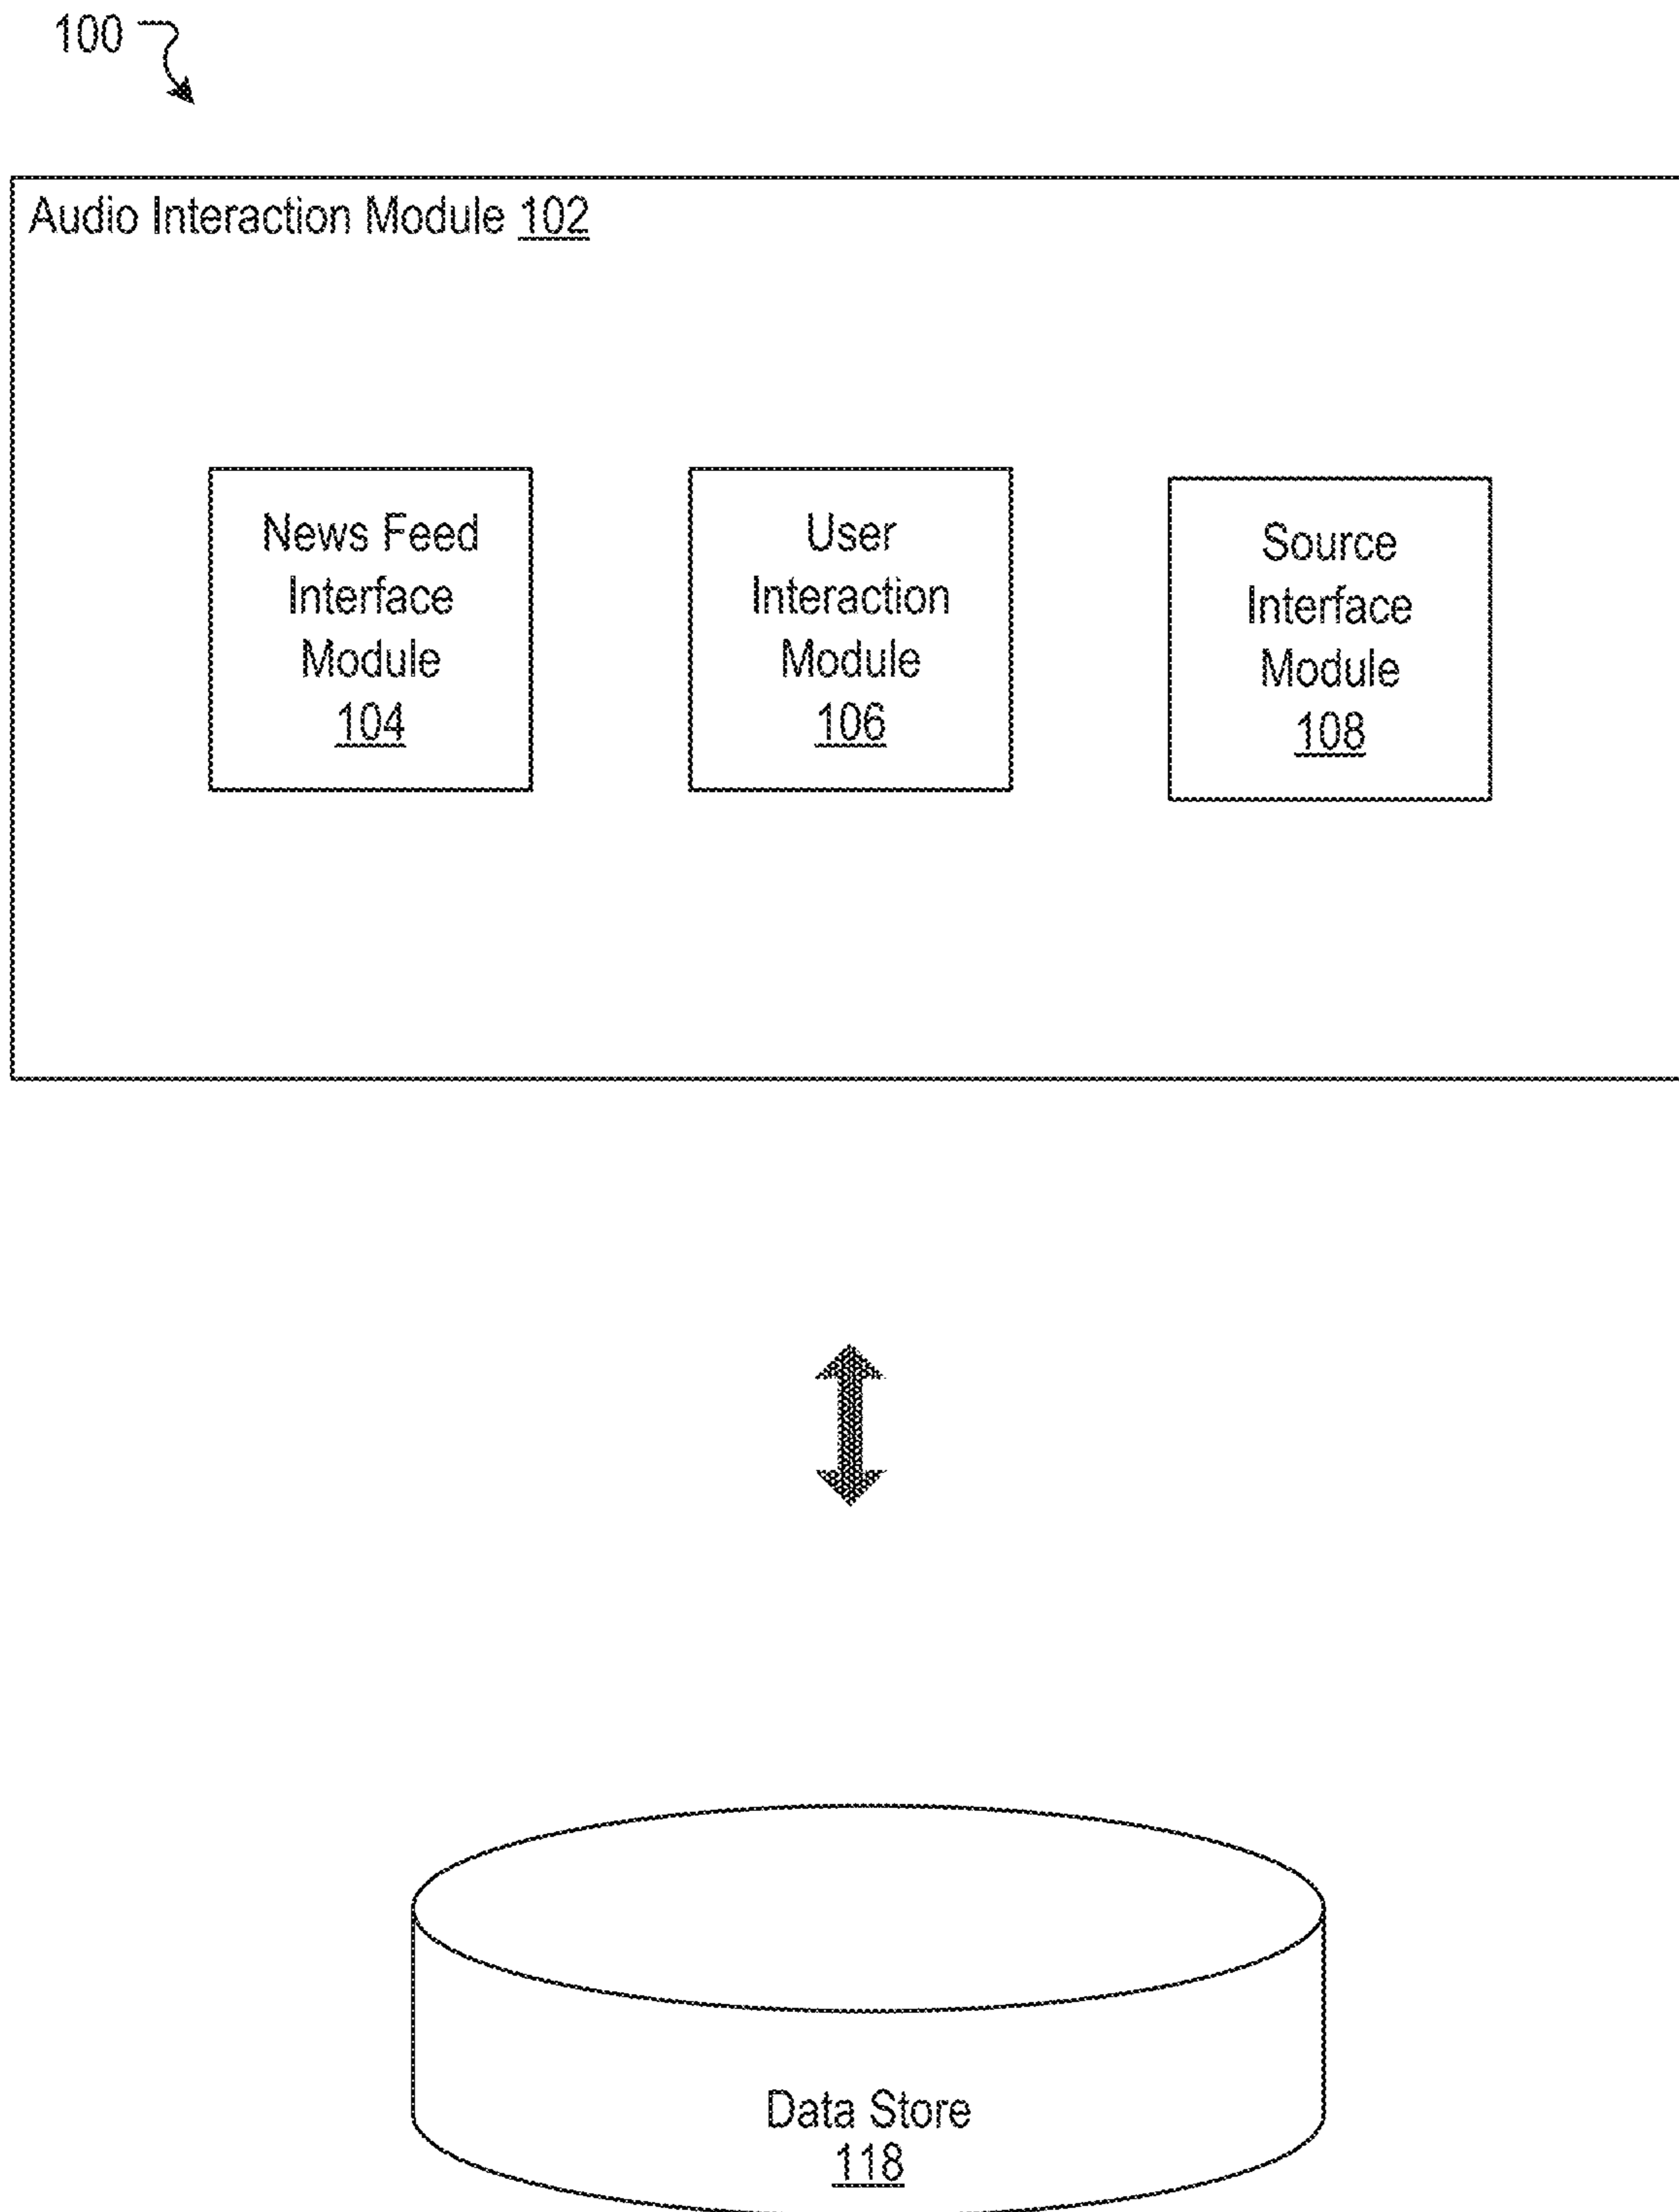 100
Audio Interaction Module 102
News Feed
Interface
Module
104
User
Interaction
Module
106
Source
Interface
Module
108
Data Store
118